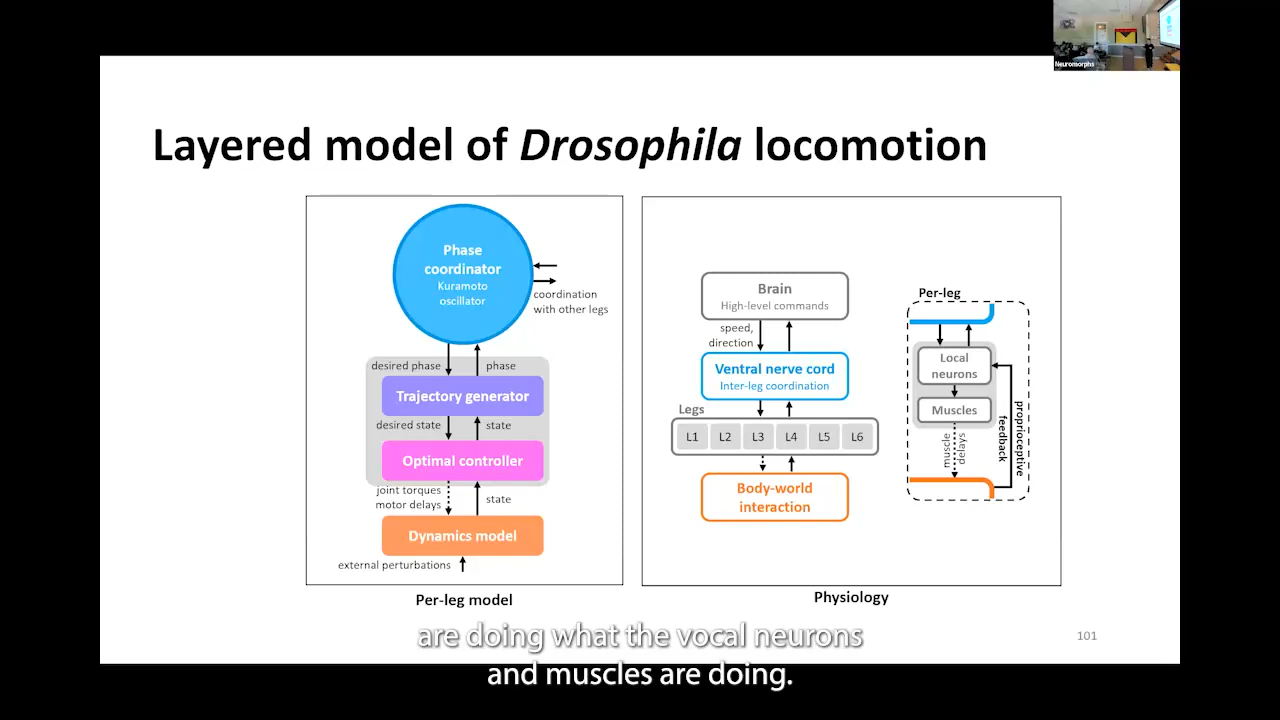 Neuromorphs
Layered model of Drosophila locomotion
Phase
coordinator
Kuramoto
oscillator
coordination
with other legs
desired phase
phase
Trajectory generator
desired state
state
Optimal controller
joint torques
motor delays
state
Dynamics model
external perturbations
Per-leg model
Brain
High-level commands
speed,
direction
Ventral nerve cord
Inter-leg coordination
Legs
L1 L2 L3 L4 L5 L6
Body-world
interaction
Per-leg
Local
neurons
Muscles
muscle
delays
proprioceptive
feedback
Physiology
101
are doing what the vocal neurons
and muscles are doing.